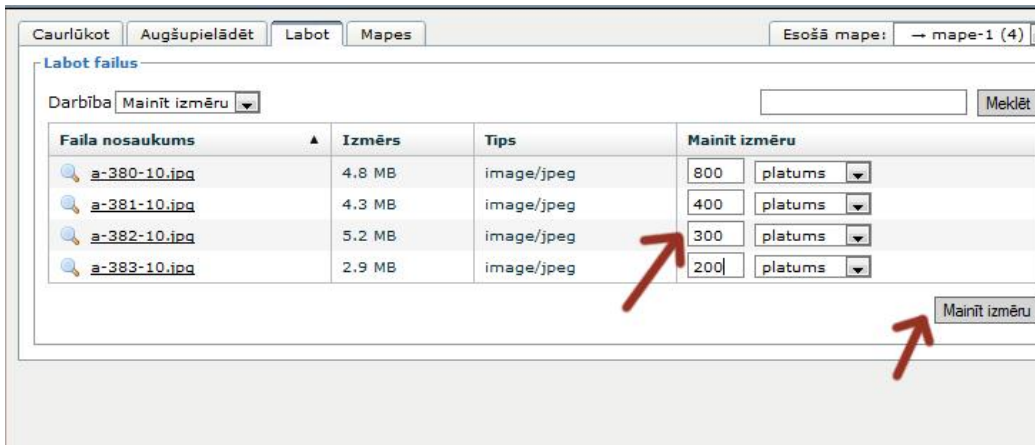 Caurlūkot Augšupielādēt Labot Mapes Esošā mape: → mape-1 (4)
Labot failus
Darbība Mainīt izmēru Meklēt
Faila nosaukums ▲ Izmērs Tips Mainīt izmēru
a-380-10.jpg 4.8 MB image/jpeg 800 platums
a-381-10.jpg 4.3 MB image/jpeg 400 platums
a-382-10.jpg 5.2 MB image/jpeg 300 platums
a-383-10.jpg 2.9 MB image/jpeg 200 platums
Mainīt izmēru